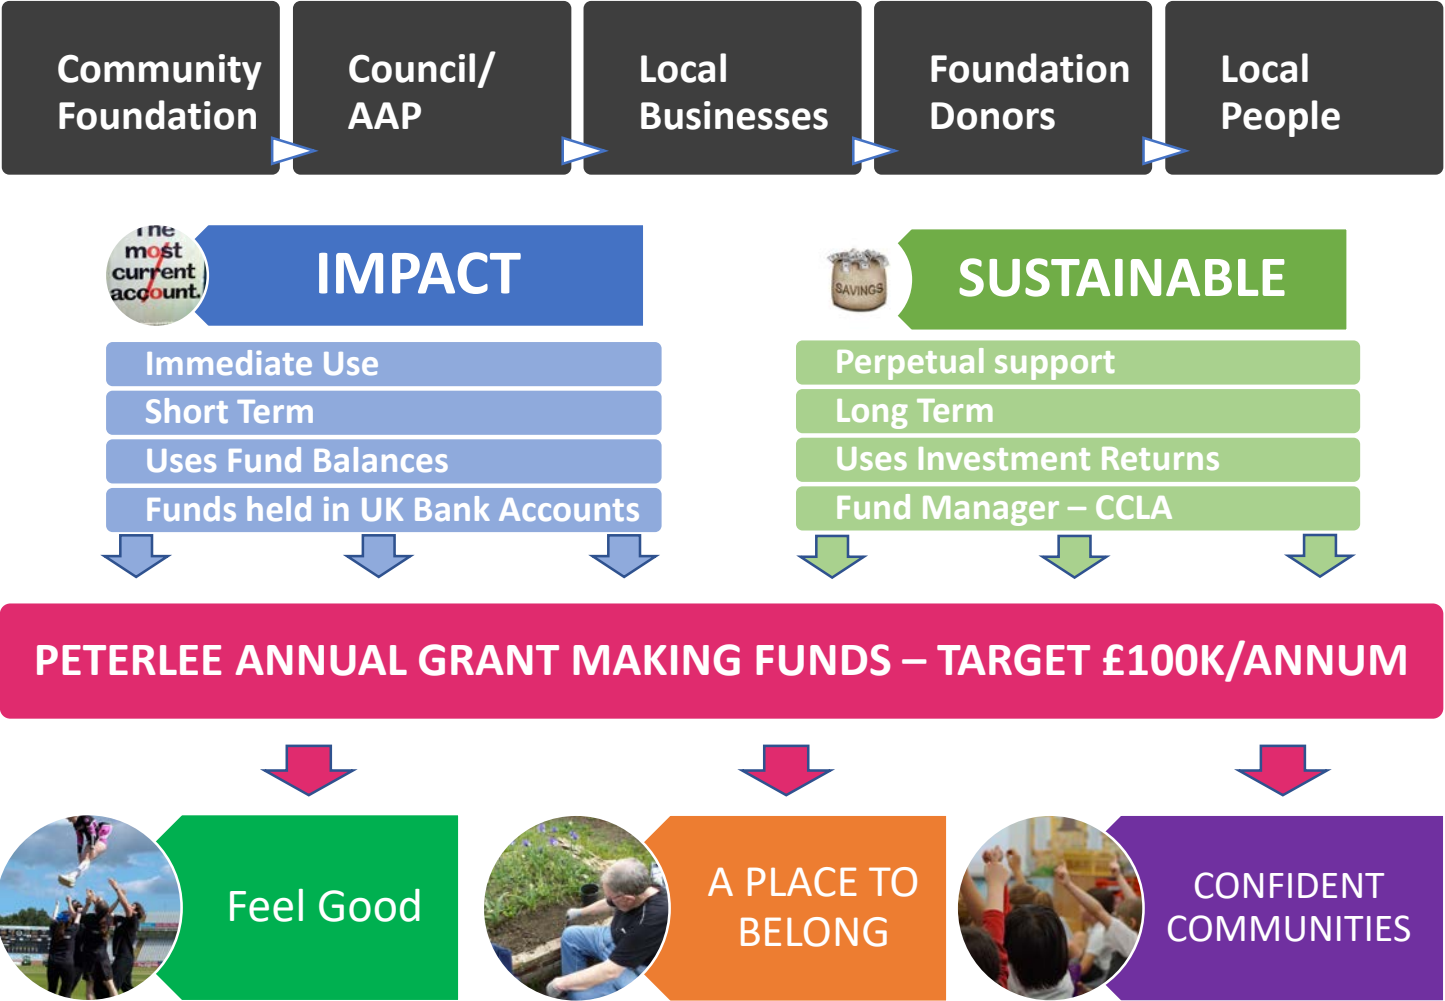 Community
Foundation
Council/
AAP
Local
Businesses
Foundation
Donors
Local
People
The
most
current
account.
IMPACT
Immediate Use
Short Term
Uses Fund Balances
Funds held in UK Bank Accounts
SAVINGS
SUSTAINABLE
Perpetual support
Long Term
Uses Investment Returns
Fund Manager – CCLA
PETERLEE ANNUAL GRANT MAKING FUNDS – TARGET £100K/ANNUM
Feel Good
A PLACE TO
BELONG
CONFIDENT
COMMUNITIES